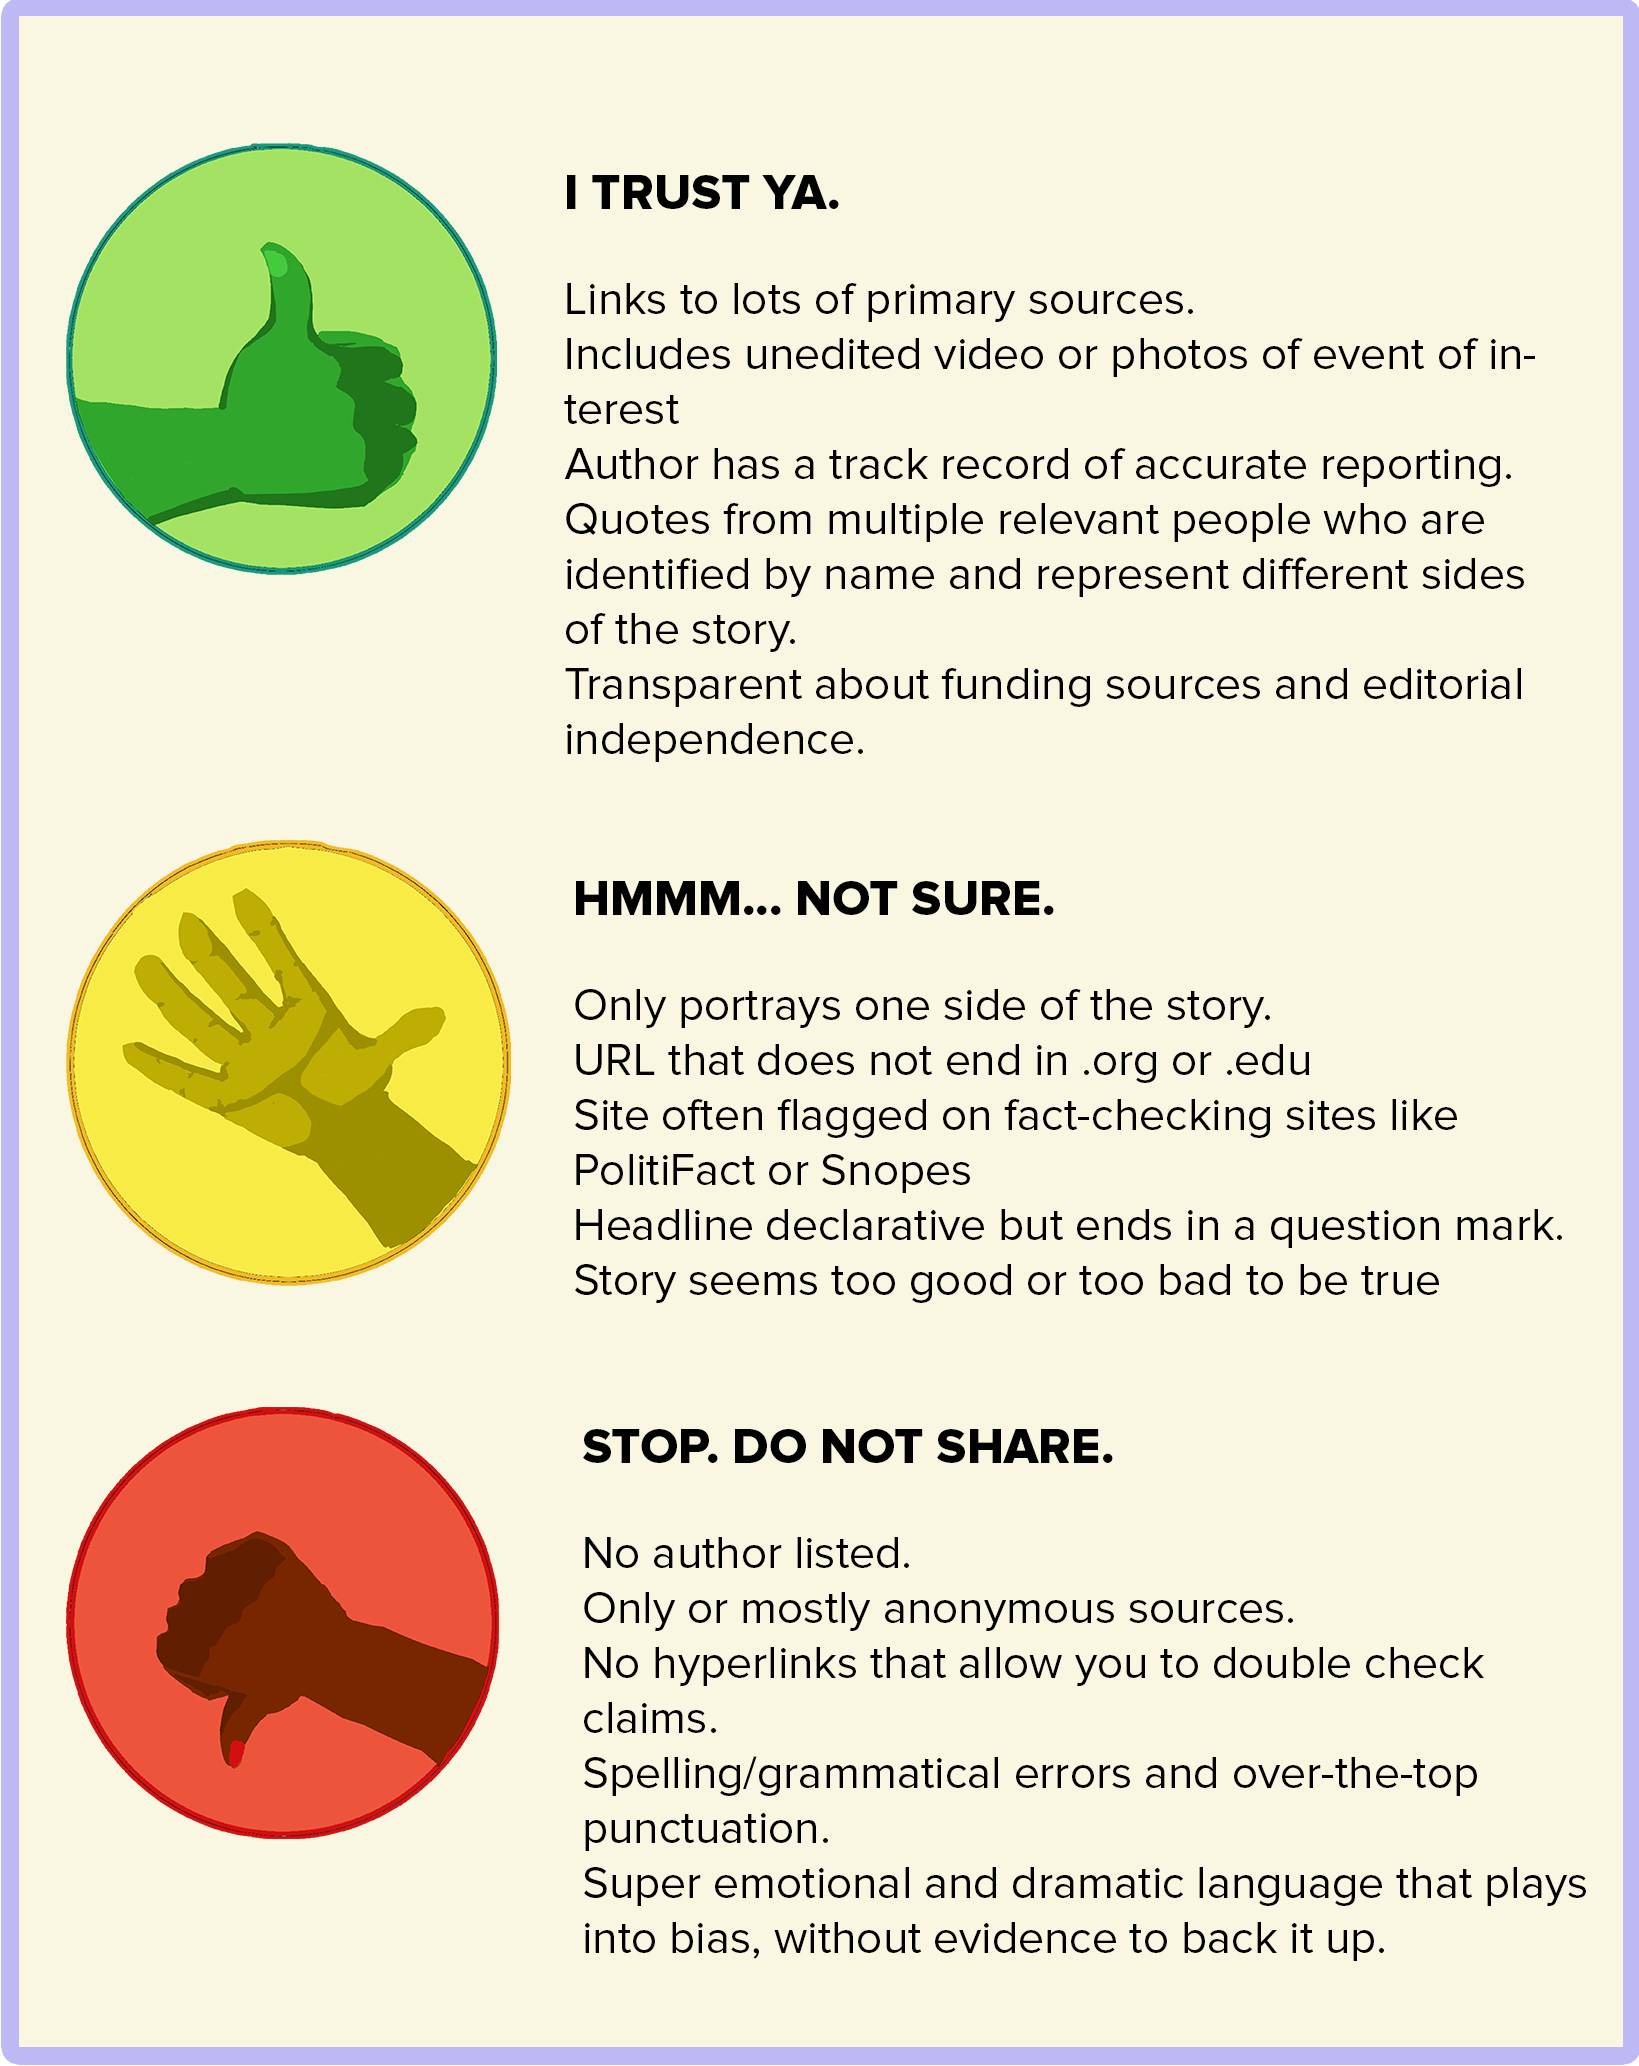 I TRUST YA.
Links to lots of primary sources.
Includes unedited video or photos of event of in-
terest
Author has a track record of accurate reporting.
Quotes from multiple relevant people who are
identified by name and represent different sides
of the story.
Transparent about funding sources and editorial
independence.
HMMM... NOT SURE.
Only portrays one side of the story.
URL that does not end in .org or .edu
Site often flagged on fact-checking sites like
PolitiFact or Snopes
Headline declarative but ends in a question mark.
Story seems too good or too bad to be true
STOP. DO NOT SHARE.
No author listed.
Only or mostly anonymous sources.
No hyperlinks that allow you to double check
claims.
Spelling/grammatical errors and over-the-top
punctuation.
Super emotional and dramatic language that plays
into bias, without evidence to back it up.